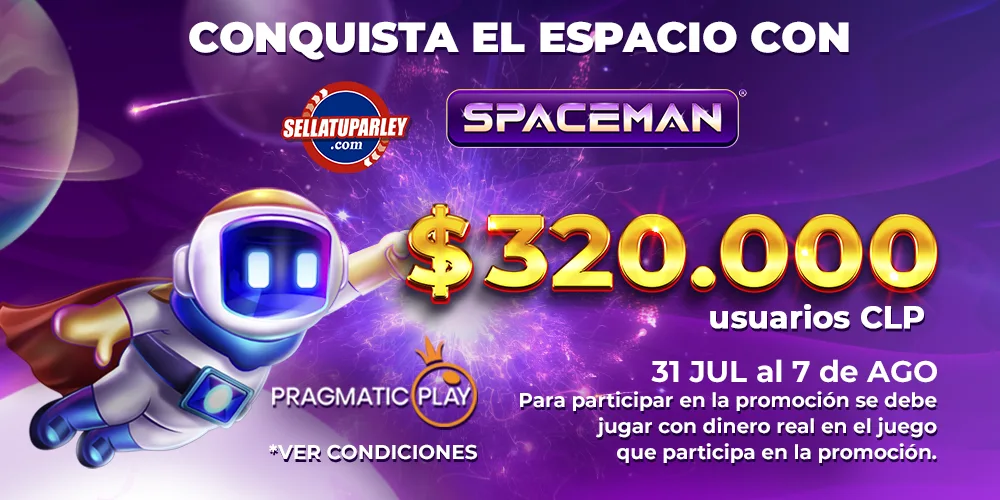 CONQUISTA EL ESPACIO CON
SELLATUPARLEY
.com
SPACEMAN®
$320.000
usuarios CLP
PRAGMATIC PLAY
*VER CONDICIONES
31 JUL al 7 de AGO
Para participar en la promoción se debe
jugar con dinero real en el juego
que participa en la promoción.